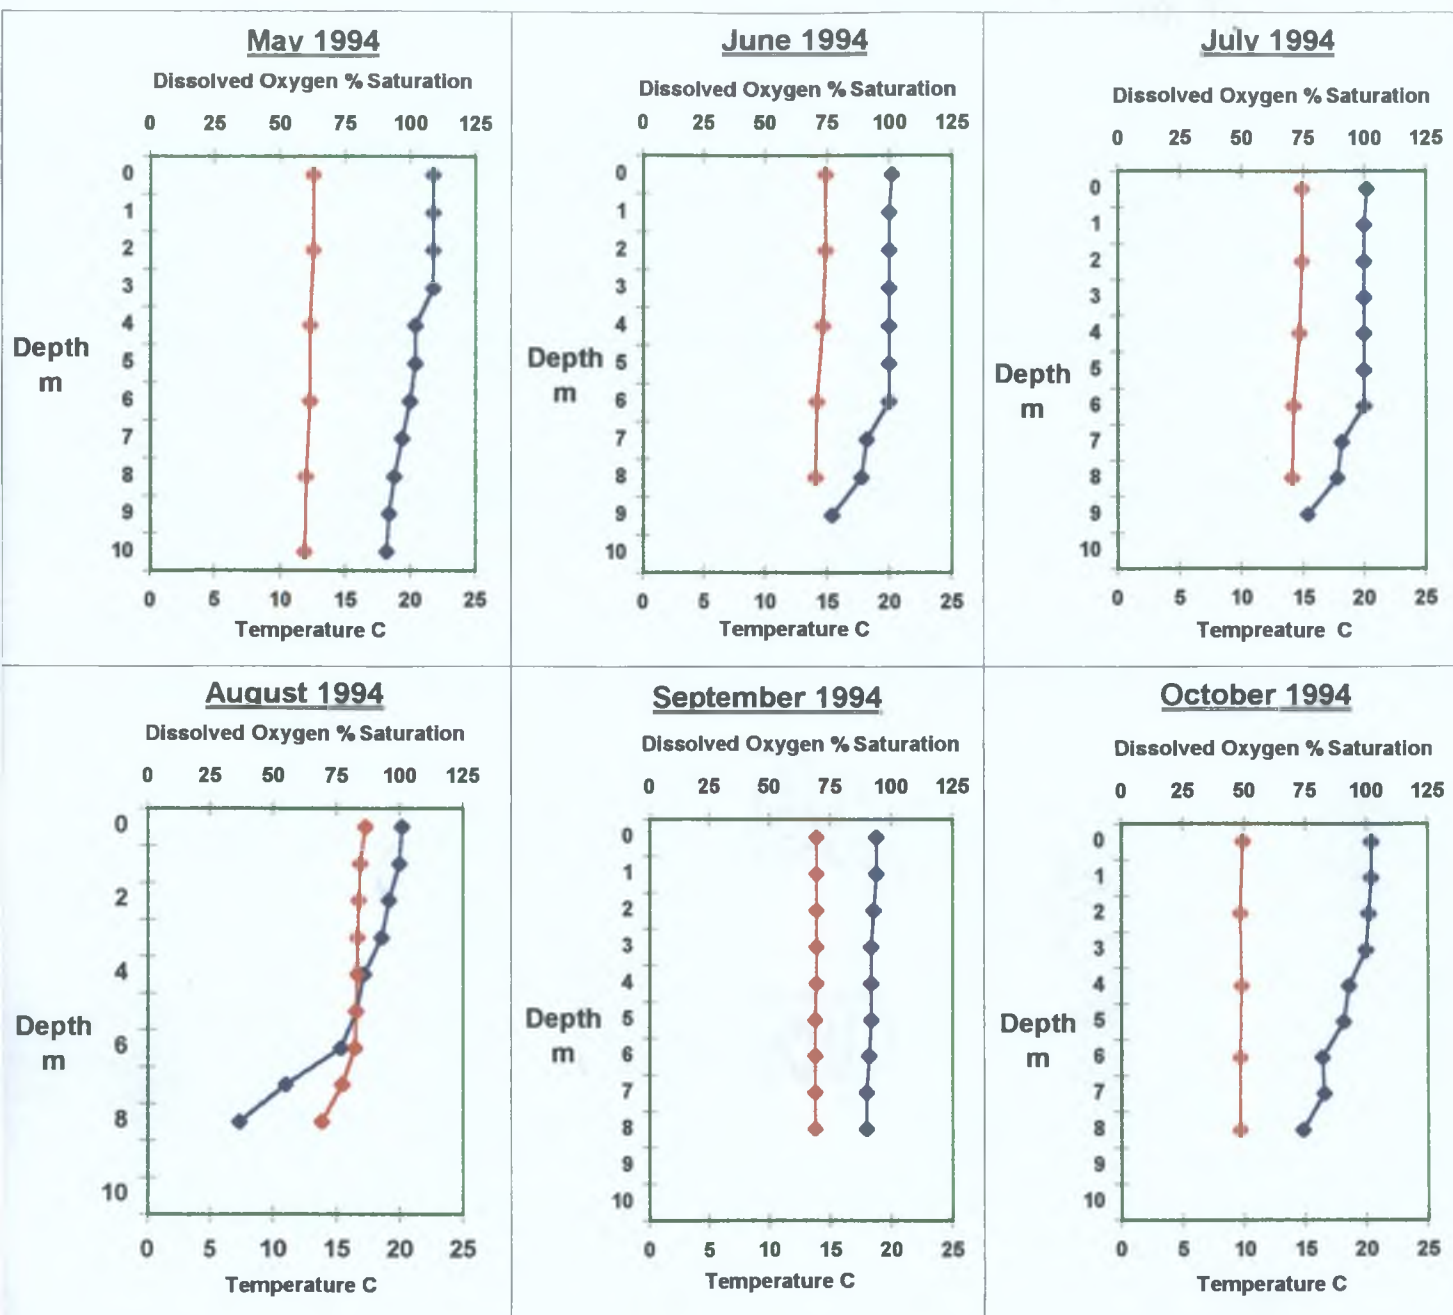 May 1994
Dissolved Oxygen % Saturation
0 25 50 75 100 125
0
1
2
3
4
5
6
7
8
9
10
Depth
m
0 5 10 15 20 25
Temperature C
June 1994
Dissolved Oxygen % Saturation
0 25 50 75 100 125
0
1
2
3
4
5
6
7
8
9
10
Depth
m
0 5 10 15 20 25
Temperature C
July 1994
Dissolved Oxygen % Saturation
0 25 50 75 100 125
0
1
2
3
4
5
6
7
8
9
10
Depth
m
0 5 10 15 20 25
Tempreature C
August 1994
Dissolved Oxygen % Saturation
0 25 50 75 100 125
0
2
4
6
8
10
Depth
m
0 5 10 15 20 25
Temperature C
September 1994
Dissolved Oxygen % Saturation
0 25 50 75 100 125
0
1
2
3
4
5
6
7
8
9
10
Depth
m
0 5 10 15 20 25
Temperature C
October 1994
Dissolved Oxygen % Saturation
0 25 50 75 100 125
0
1
2
3
4
5
6
7
8
9
10
Depth
m
0 5 10 15 20 25
Temperature C